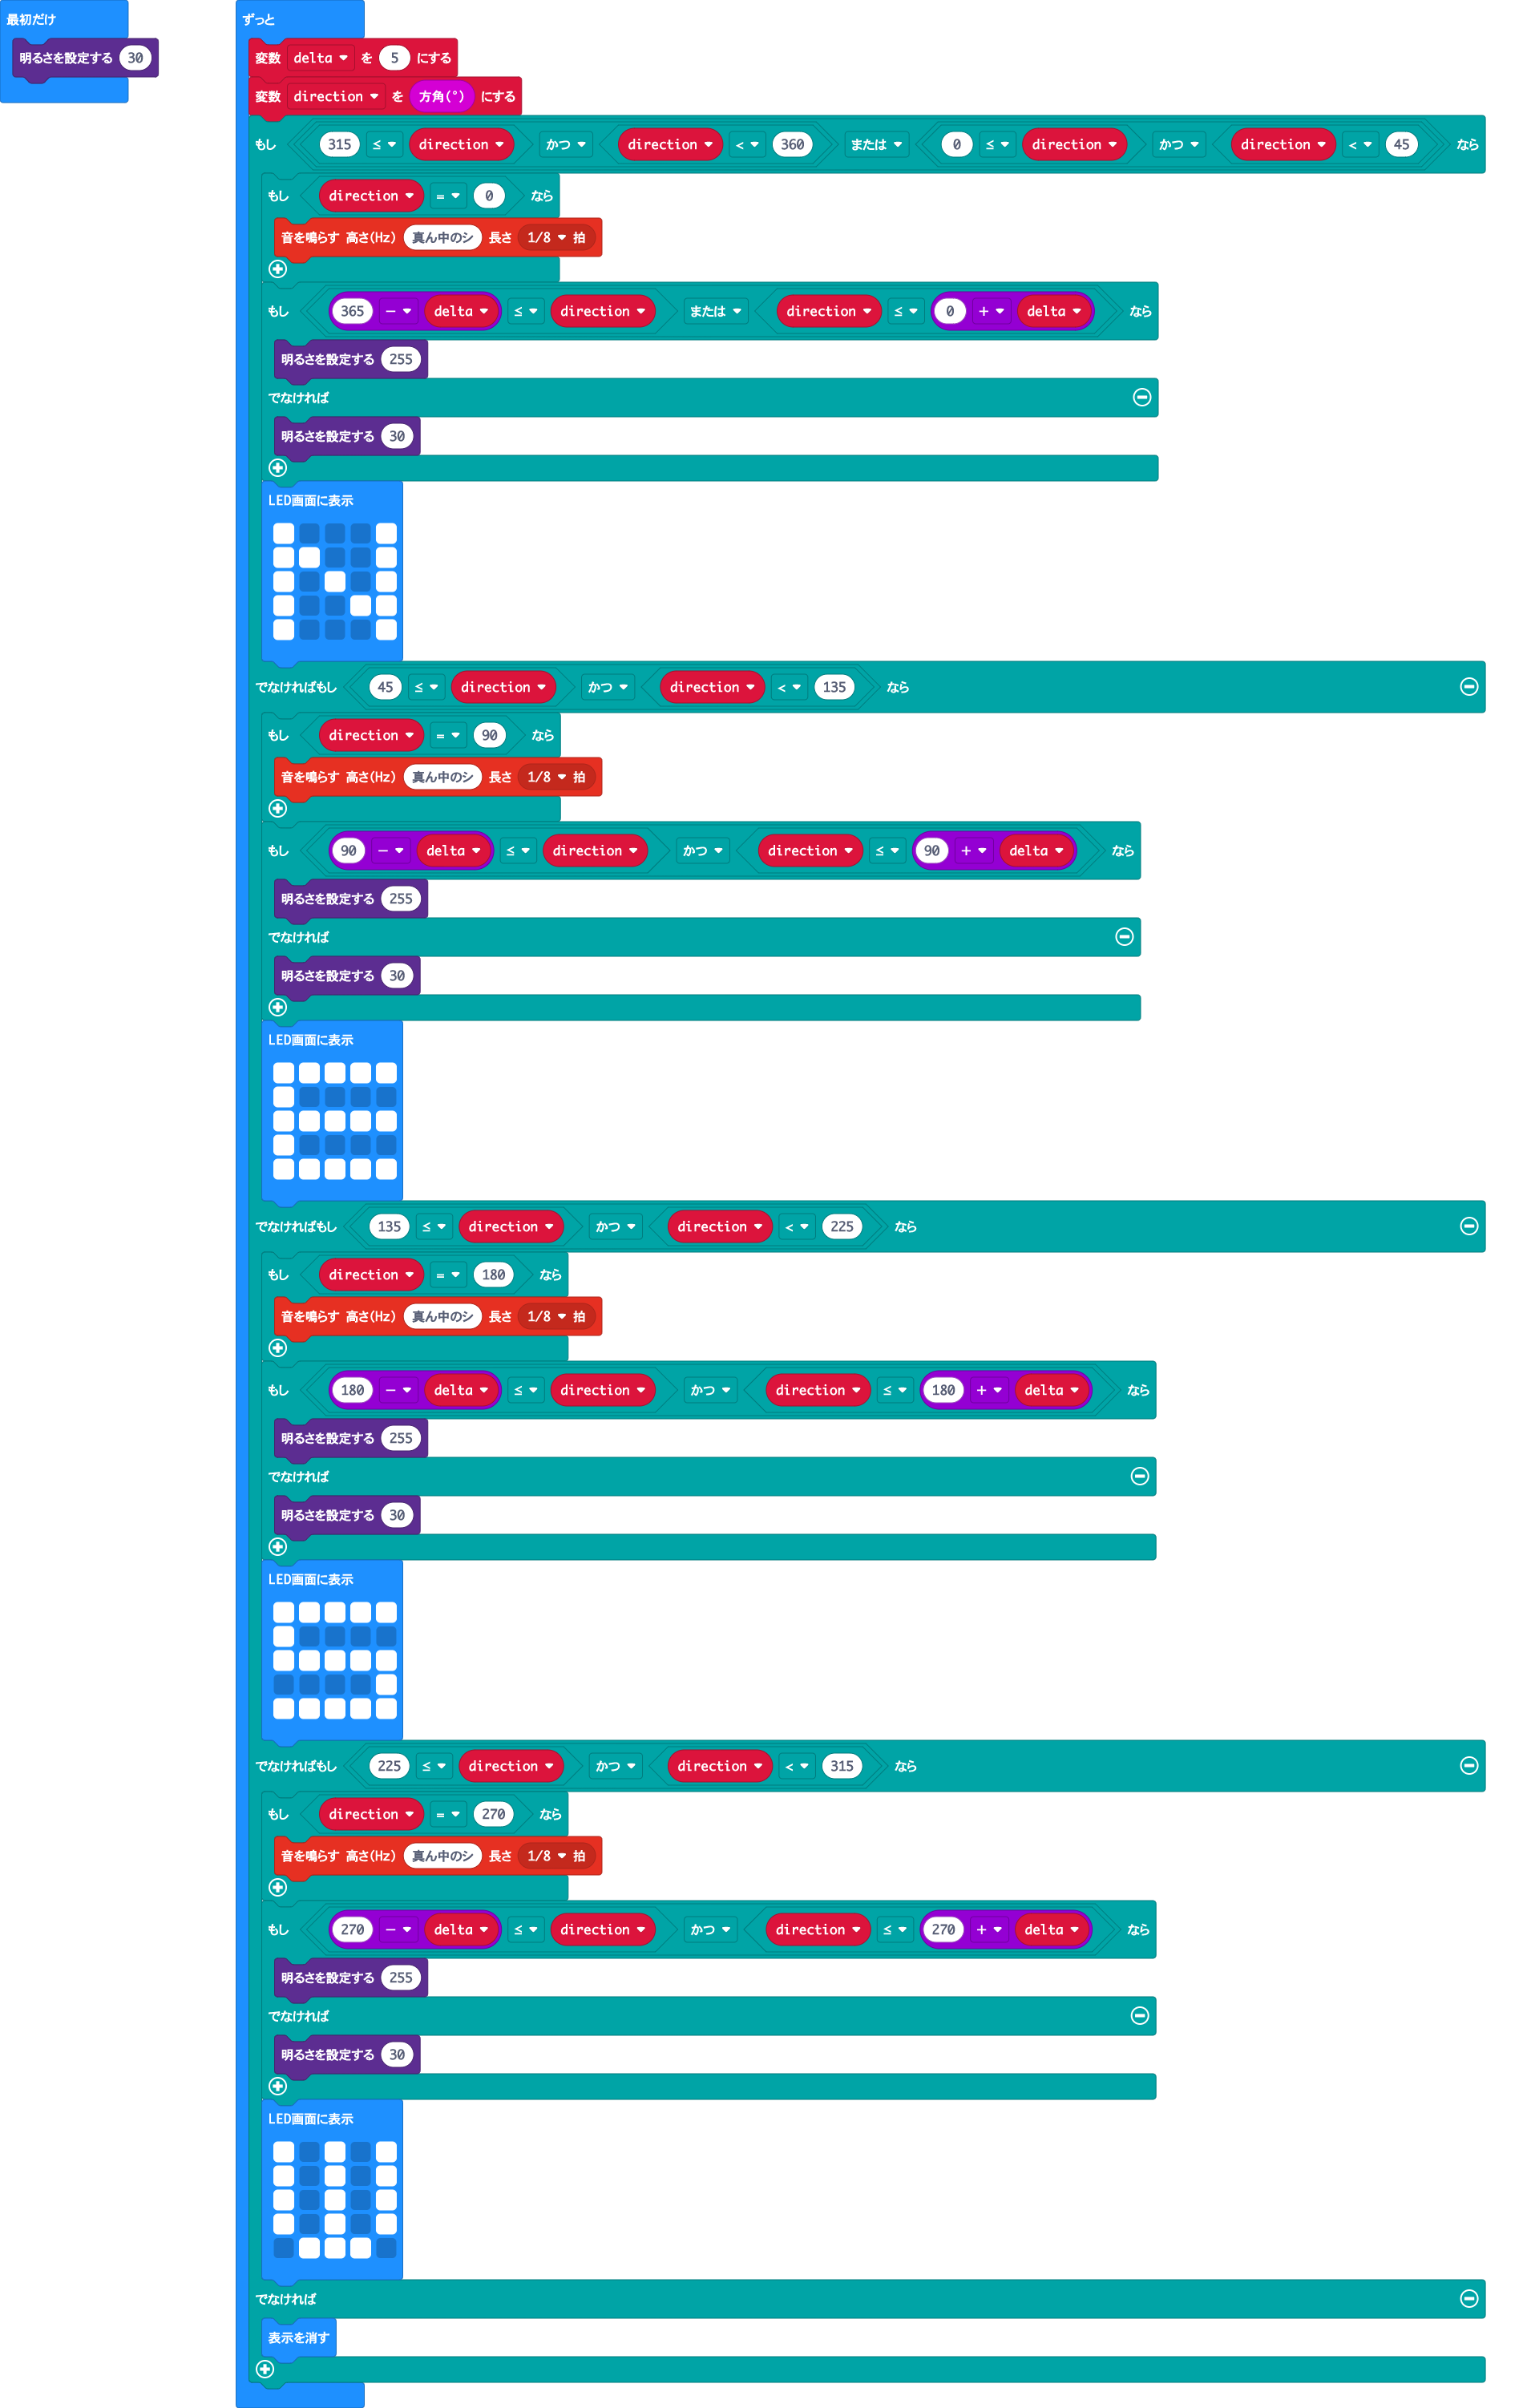 最初だけ
明るさを設定する 30
ずっと
変数 delta を 5 にする
変数 direction を 方角(°) にする
もし 315 ≤ direction かつ direction < 360 または 0 ≤ direction かつ direction < 45 なら
もし direction = 0 なら
音を鳴らす 高さ(Hz) 真ん中のシ 長さ 1/8 拍
もし 365 - delta ≤ direction または direction ≤ 0 + delta なら
明るさを設定する 255
でなければ
明るさを設定する 30
LED画面に表示
でなければもし 45 ≤ direction かつ direction < 135 なら
もし direction = 90 なら
音を鳴らす 高さ(Hz) 真ん中のシ 長さ 1/8 拍
もし 90 - delta ≤ direction かつ direction ≤ 90 + delta なら
明るさを設定する 255
でなければ
明るさを設定する 30
LED画面に表示
でなければもし 135 ≤ direction かつ direction < 225 なら
もし direction = 180 なら
音を鳴らす 高さ(Hz) 真ん中のシ 長さ 1/8 拍
もし 180 - delta ≤ direction かつ direction ≤ 180 + delta なら
明るさを設定する 255
でなければ
明るさを設定する 30
LED画面に表示
でなければもし 225 ≤ direction かつ direction < 315 なら
もし direction = 270 なら
音を鳴らす 高さ(Hz) 真ん中のシ 長さ 1/8 拍
もし 270 - delta ≤ direction かつ direction ≤ 270 + delta なら
明るさを設定する 255
でなければ
明るさを設定する 30
LED画面に表示
でなければ
表示を消す